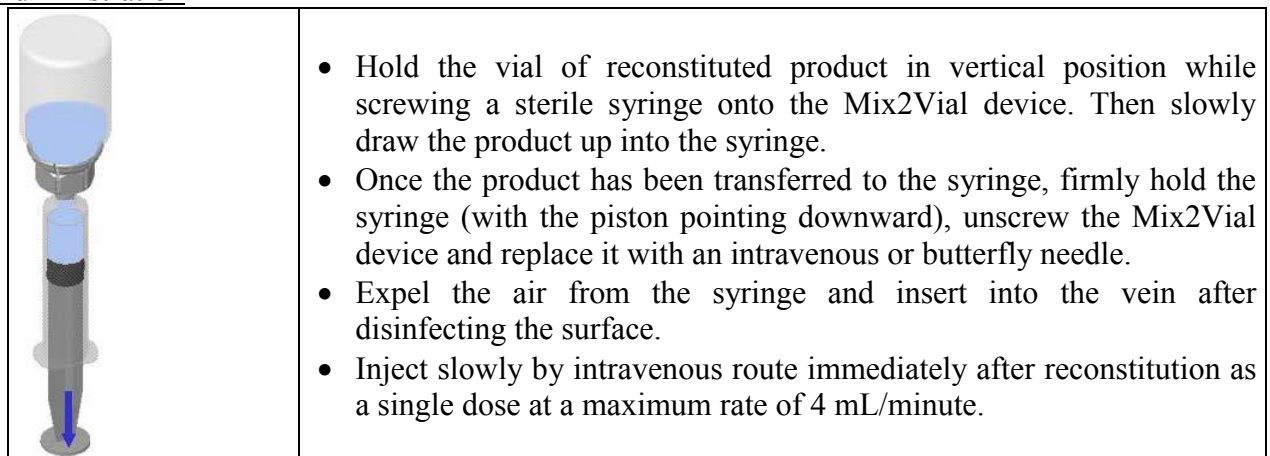 • Hold the vial of reconstituted product in vertical position while
screwing a sterile syringe onto the Mix2Vial device. Then slowly
draw the product up into the syringe.
• Once the product has been transferred to the syringe, firmly hold the
syringe (with the piston pointing downward), unscrew the Mix2Vial
device and replace it with an intravenous or butterfly needle.
• Expel the air from the syringe and insert into the vein after
disinfecting the surface.
• Inject slowly by intravenous route immediately after reconstitution as
a single dose at a maximum rate of 4 mL/minute.